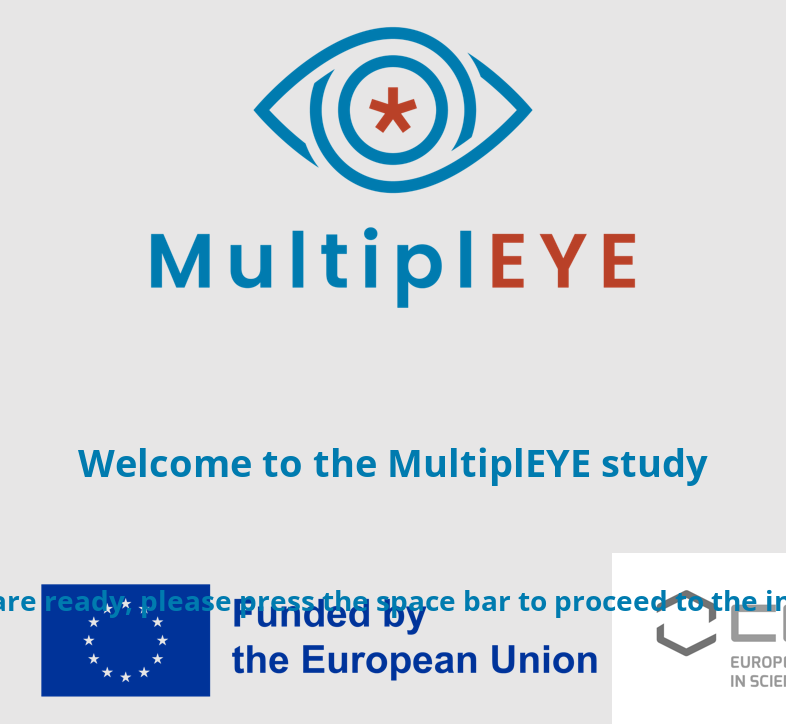 MultiplEYE
Welcome to the MultiplEYE study
are ready, please press the space bar to proceed to the
Funded by
the European Union
EUROP
IN SCIE